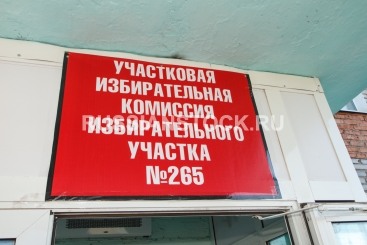 УЧАСТКОВАЯ
ИЗБИРАТЕЛЬНАЯ
КОМИССИЯ
RUSSIANSTOCK.RU
ИЗБИРАТЕЛЬНОГО
УЧАСТКА
№265